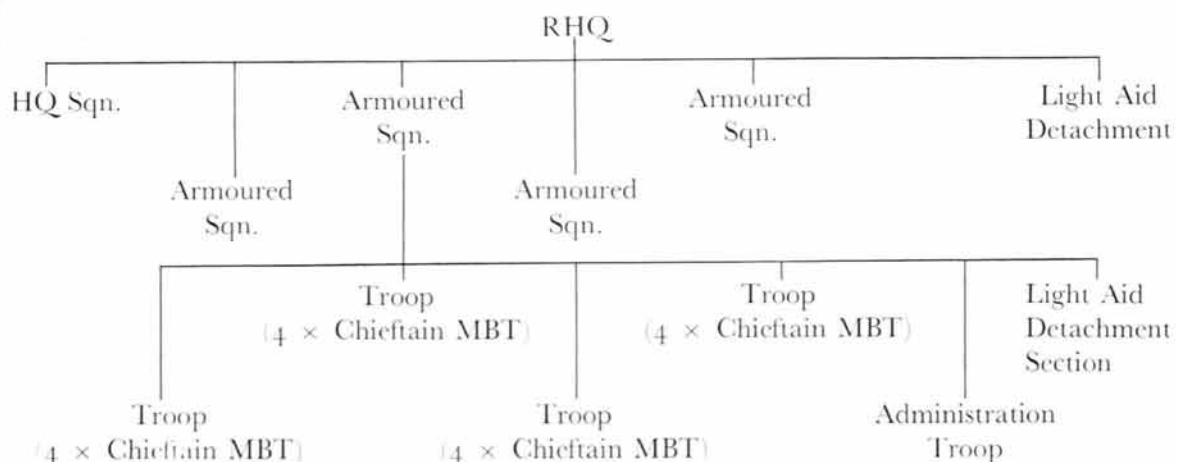 RHQ
HQ Sqn.
Armoured
Sqn.
Armoured
Sqn.
Light Aid
Detachment
Armoured
Sqn.
Armoured
Sqn.
Troop
(4 × Chieftain MBT)
Troop
(4 × Chieftain MBT)
Light Aid
Detachment
Section
Troop
(4 × Chieftain MBT)
Troop
(4 × Chieftain MBT)
Administration
Troop